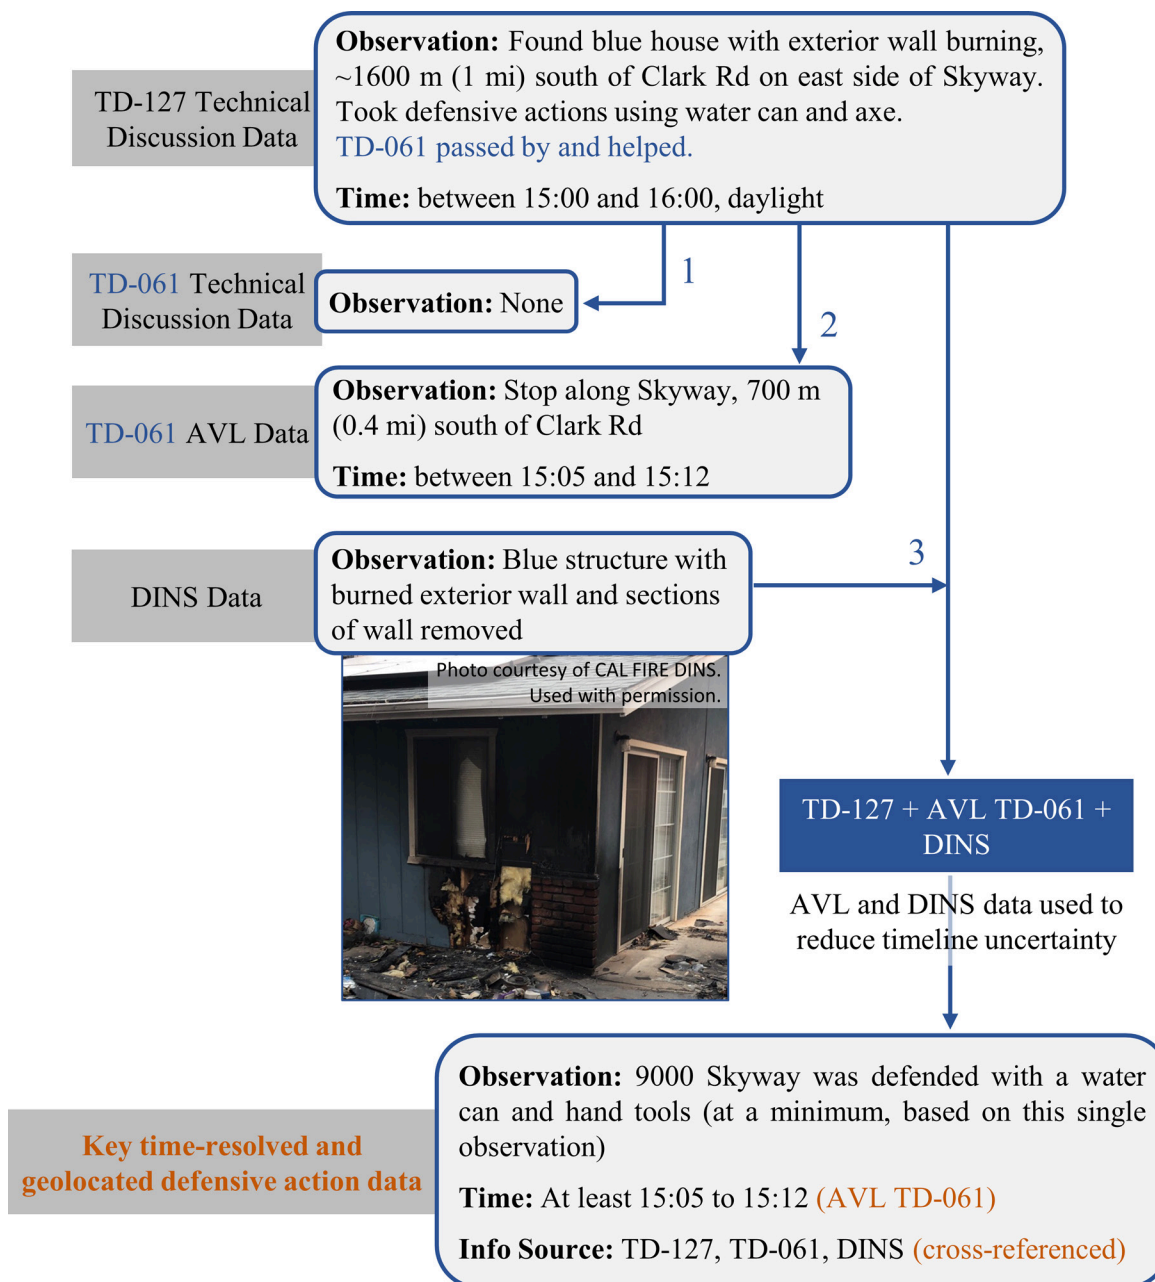 Observation: Found blue house with exterior wall burning,
~1600 m (1 mi) south of Clark Rd on east side of Skyway.
Took defensive actions using water can and axe.
TD-061 passed by and helped.
Time: between 15:00 and 16:00, daylight
TD-127 Technical
Discussion Data
1
TD-061 Technical
Discussion Data
Observation: None
2
Observation: Stop along Skyway, 700 m
(0.4 mi) south of Clark Rd
Time: between 15:05 and 15:12
TD-061 AVL Data
3
Observation: Blue structure with
burned exterior wall and sections
of wall removed
DINS Data
Photo courtesy of CAL FIRE DINS.
Used with permission.
TD-127 + AVL TD-061 +
DINS
AVL and DINS data used to
reduce timeline uncertainty
Observation: 9000 Skyway was defended with a water
can and hand tools (at a minimum, based on this single
observation)
Time: At least 15:05 to 15:12 (AVL TD-061)
Info Source: TD-127, TD-061, DINS (cross-referenced)
Key time-resolved and
geolocated defensive action data